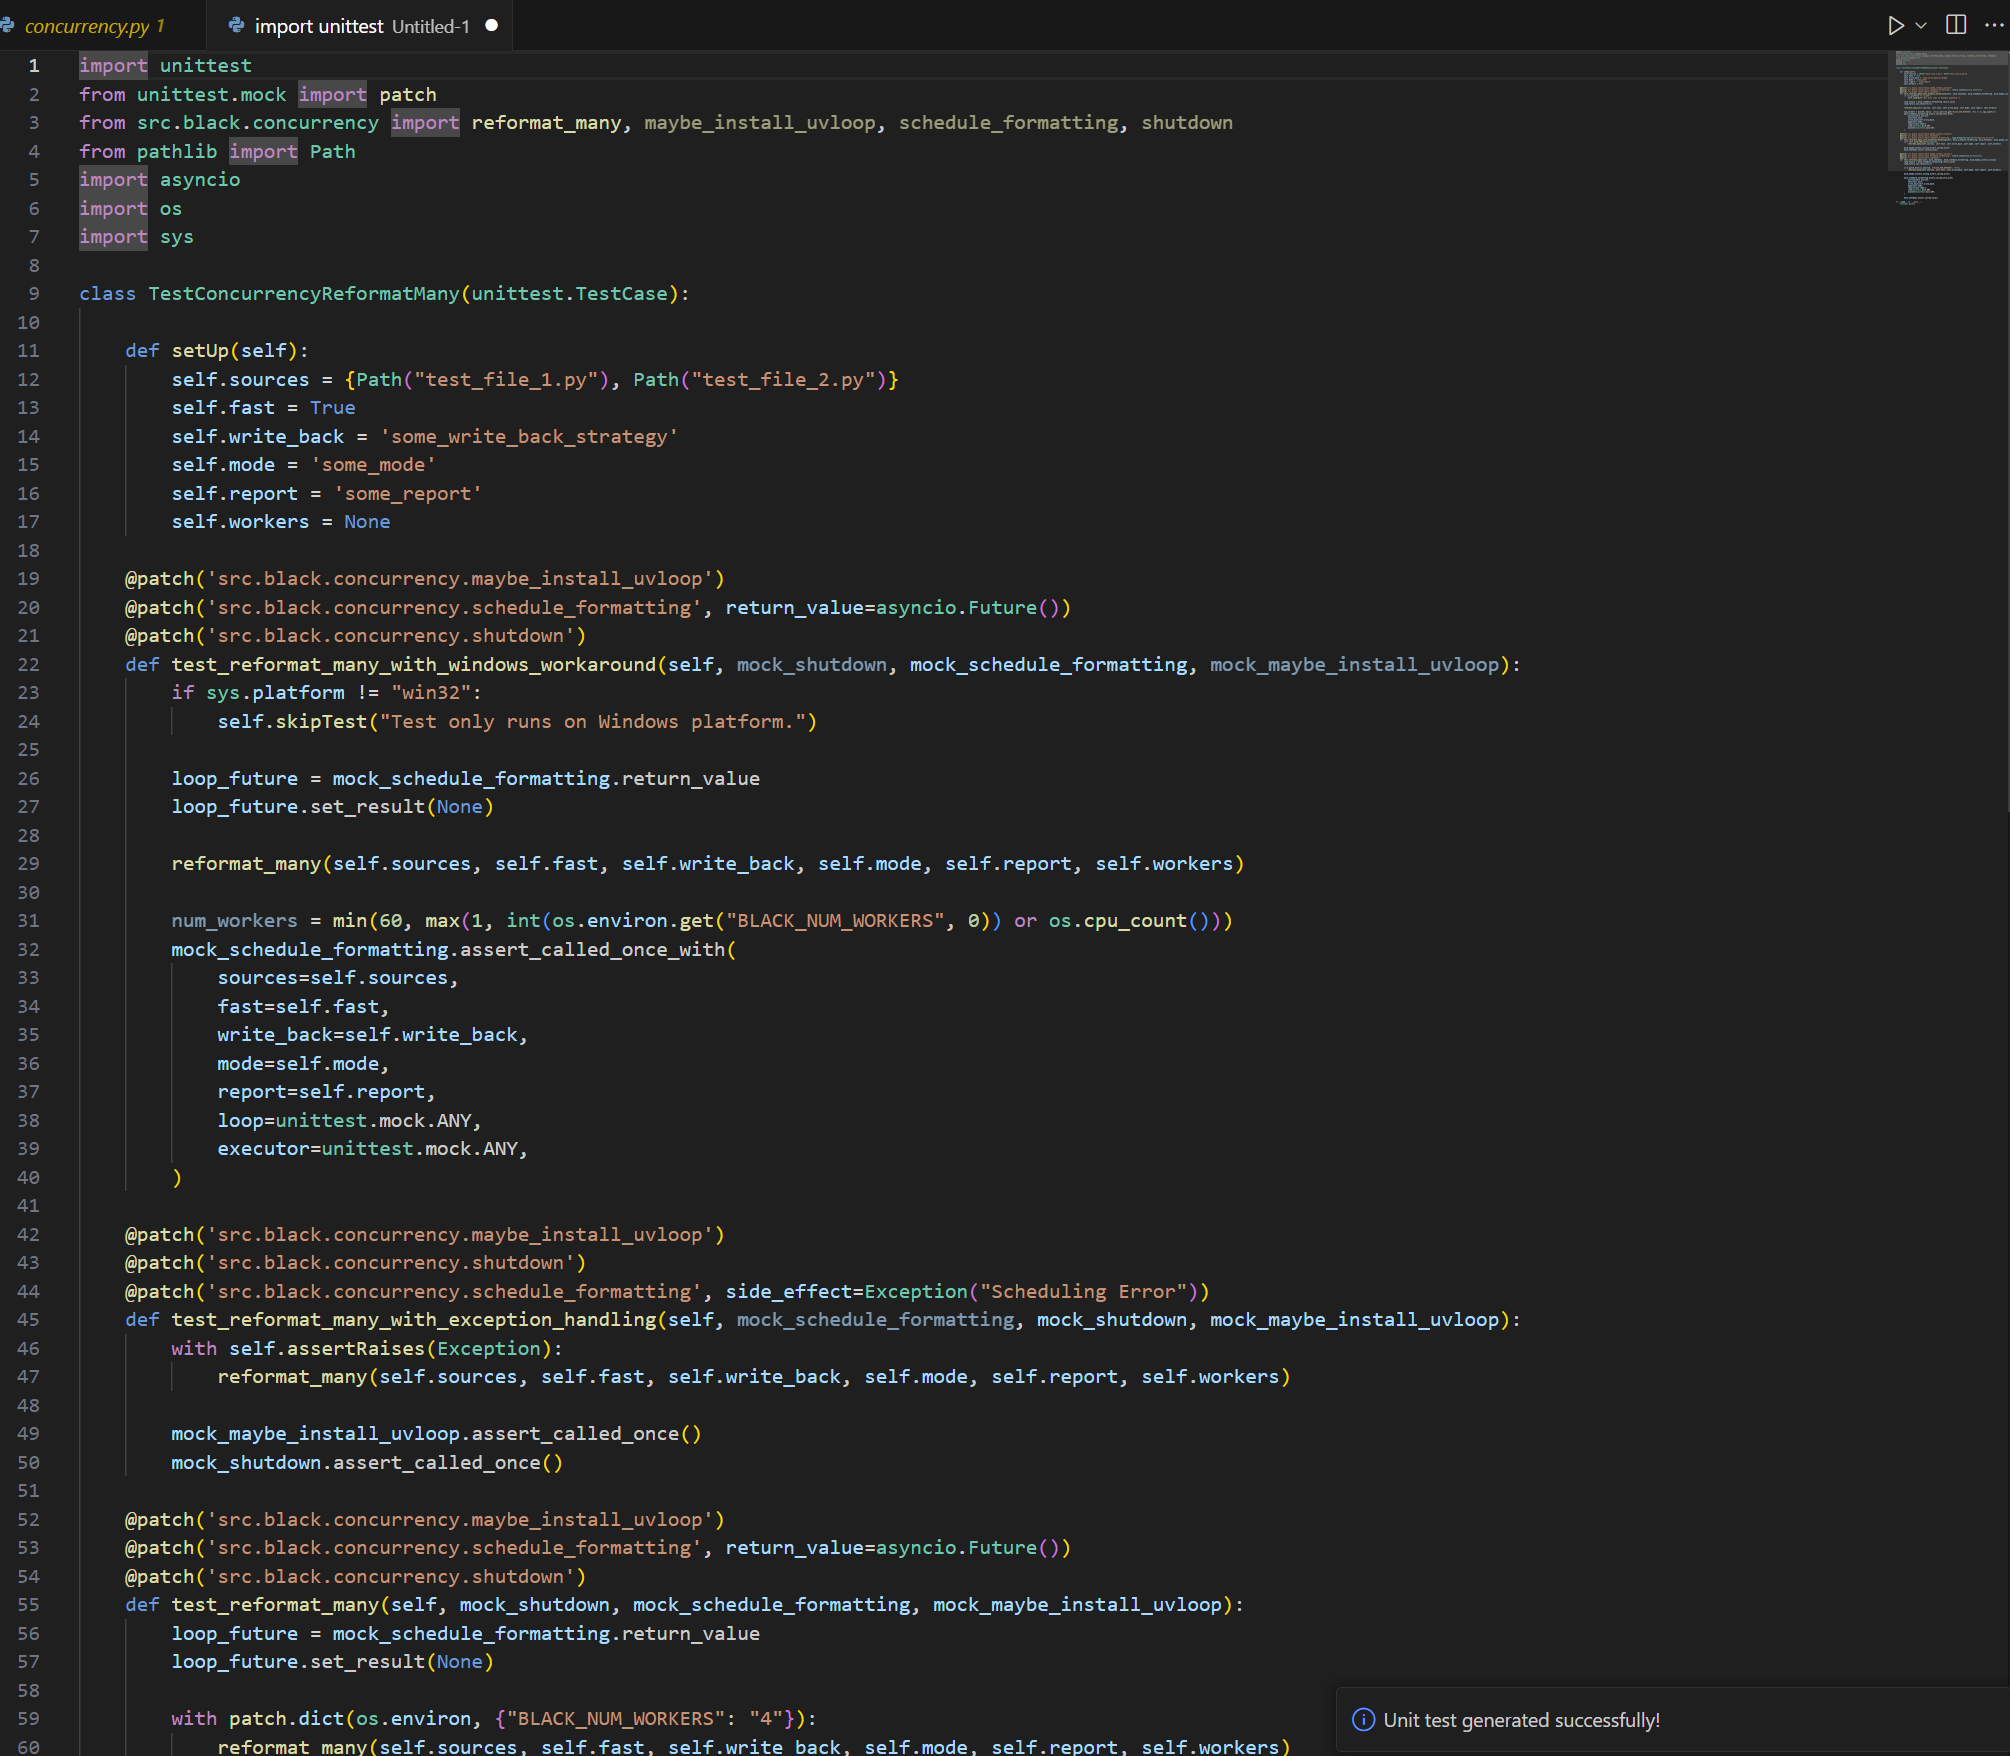 concurrency.py 1
import unittest Untitled-1
1 import unittest
2 from unittest.mock import patch
3 from src.black.concurrency import reformat_many, maybe_install_uvloop, schedule_formatting, shutdown
4 from pathlib import Path
5 import asyncio
6 import os
7 import sys
8
9 class TestConcurrencyReformatMany(unittest.TestCase):
10
11     def setUp(self):
12         self.sources = {Path("test_file_1.py"), Path("test_file_2.py")}
13         self.fast = True
14         self.write_back = 'some_write_back_strategy'
15         self.mode = 'some_mode'
16         self.report = 'some_report'
17         self.workers = None
18
19     @patch('src.black.concurrency.maybe_install_uvloop')
20     @patch('src.black.concurrency.schedule_formatting', return_value=asyncio.Future())
21     @patch('src.black.concurrency.shutdown')
22     def test_reformat_many_with_windows_workaround(self, mock_shutdown, mock_schedule_formatting, mock_maybe_install_uvloop):
23         if sys.platform != "win32":
24             self.skipTest("Test only runs on Windows platform.")
25
26         loop_future = mock_schedule_formatting.return_value
27         loop_future.set_result(None)
28
29         reformat_many(self.sources, self.fast, self.write_back, self.mode, self.report, self.workers)
30
31         num_workers = min(60, max(1, int(os.environ.get("BLACK_NUM_WORKERS", 0)) or os.cpu_count()))
32         mock_schedule_formatting.assert_called_once_with(
33             sources=self.sources,
34             fast=self.fast,
35             write_back=self.write_back,
36             mode=self.mode,
37             report=self.report,
38             loop=unittest.mock.ANY,
39             executor=unittest.mock.ANY,
40         )
41
42     @patch('src.black.concurrency.maybe_install_uvloop')
43     @patch('src.black.concurrency.shutdown')
44     @patch('src.black.concurrency.schedule_formatting', side_effect=Exception("Scheduling Error"))
45     def test_reformat_many_with_exception_handling(self, mock_schedule_formatting, mock_shutdown, mock_maybe_install_uvloop):
46         with self.assertRaises(Exception):
47             reformat_many(self.sources, self.fast, self.write_back, self.mode, self.report, self.workers)
48
49         mock_maybe_install_uvloop.assert_called_once()
50         mock_shutdown.assert_called_once()
51
52     @patch('src.black.concurrency.maybe_install_uvloop')
53     @patch('src.black.concurrency.schedule_formatting', return_value=asyncio.Future())
54     @patch('src.black.concurrency.shutdown')
55     def test_reformat_many(self, mock_shutdown, mock_schedule_formatting, mock_maybe_install_uvloop):
56         loop_future = mock_schedule_formatting.return_value
57         loop_future.set_result(None)
58
59         with patch.dict(os.environ, {"BLACK_NUM_WORKERS": "4"}):
60             reformat_many(self.sources, self.fast, self.write_back, self.mode, self.report, self.workers)
Unit test generated successfully!